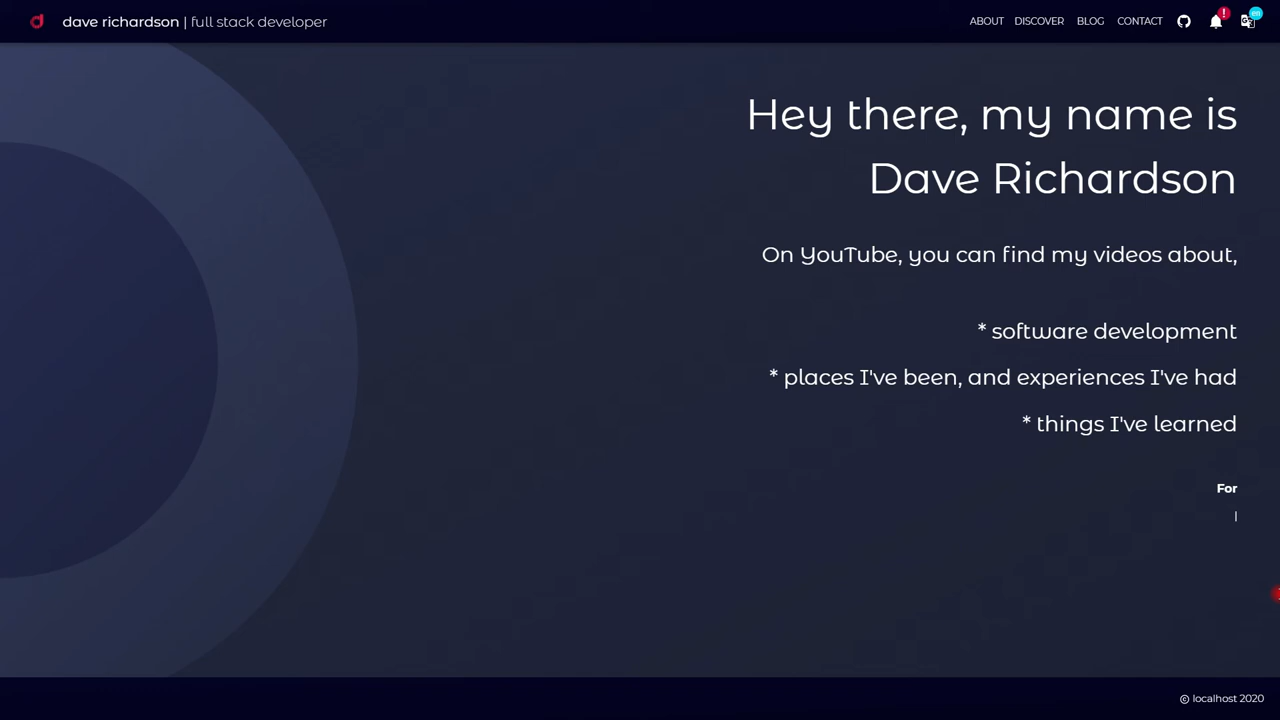 dave richardson | full stack developer
ABOUT DISCOVER BLOG CONTACT ! en
Hey there, my name is
Dave Richardson
On YouTube, you can find my videos about,
* software development
* places I've been, and experiences I've had
* things I've learned
For
© localhost 2020